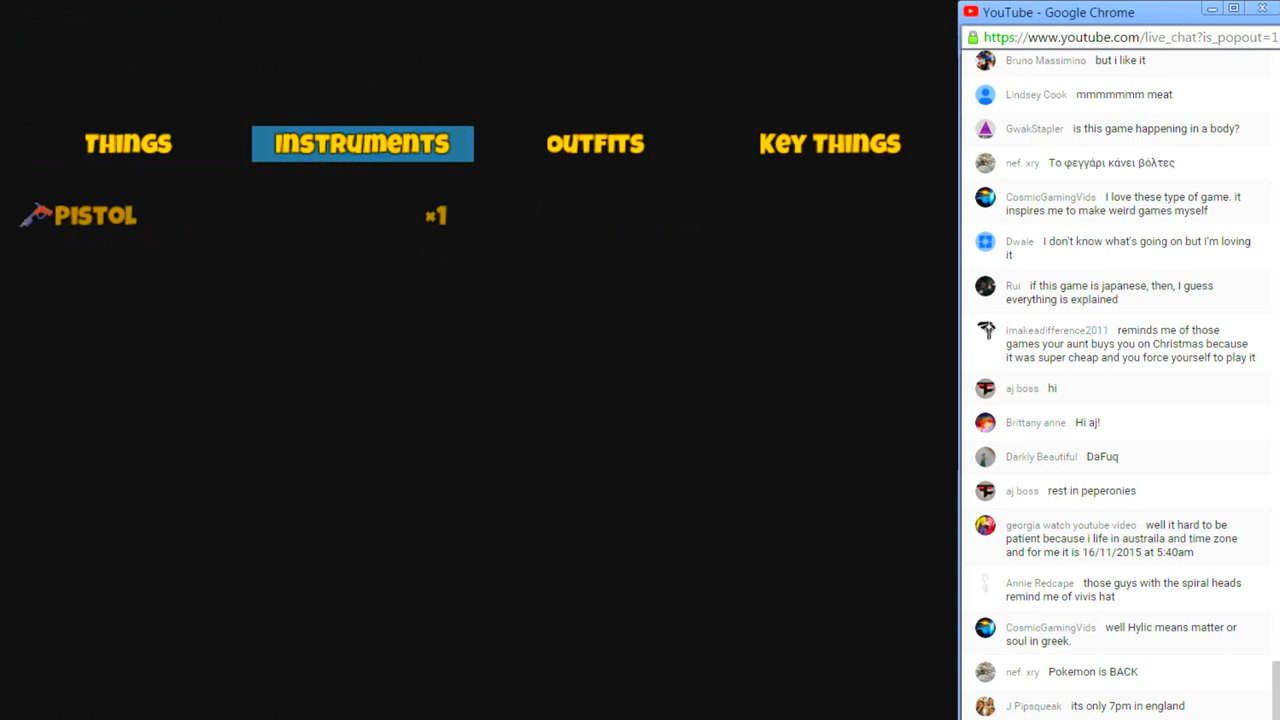 THINGS INSTRUMENTS OUTFITS KEY THINGS
PISTOL ×1
YouTube - Google Chrome
https://www.youtube.com/live_chat?is_popout=1
Bruno Massimino but i like it
Lindsey Cook mmmmmmm meat
GwakStapler is this game happening in a body?
nef. xry Το φεγγάρι κάνει βόλτες
CosmicGamingVids I love these type of game. it
inspires me to make weird games myself
Dwale I don't know what's going on but I'm loving
it
Rui if this game is japanese, then, I guess
everything is explained
imakeadifference2011 reminds me of those
games your aunt buys you on Christmas because
it was super cheap and you force yourself to play it
aj boss hi
Brittany anne Hi aj!
Darkly Beautiful DaFuq
aj boss rest in peperonies
georgia watch youtube video well it hard to be
patient because i life in austraila and time zone
and for me it is 16/11/2015 at 5:40am
Annie Redcape those guys with the spiral heads
remind me of vivis hat
CosmicGamingVids well Hylic means matter or
soul in greek.
nef. xry Pokemon is BACK
J Pipsqueak its only 7pm in england